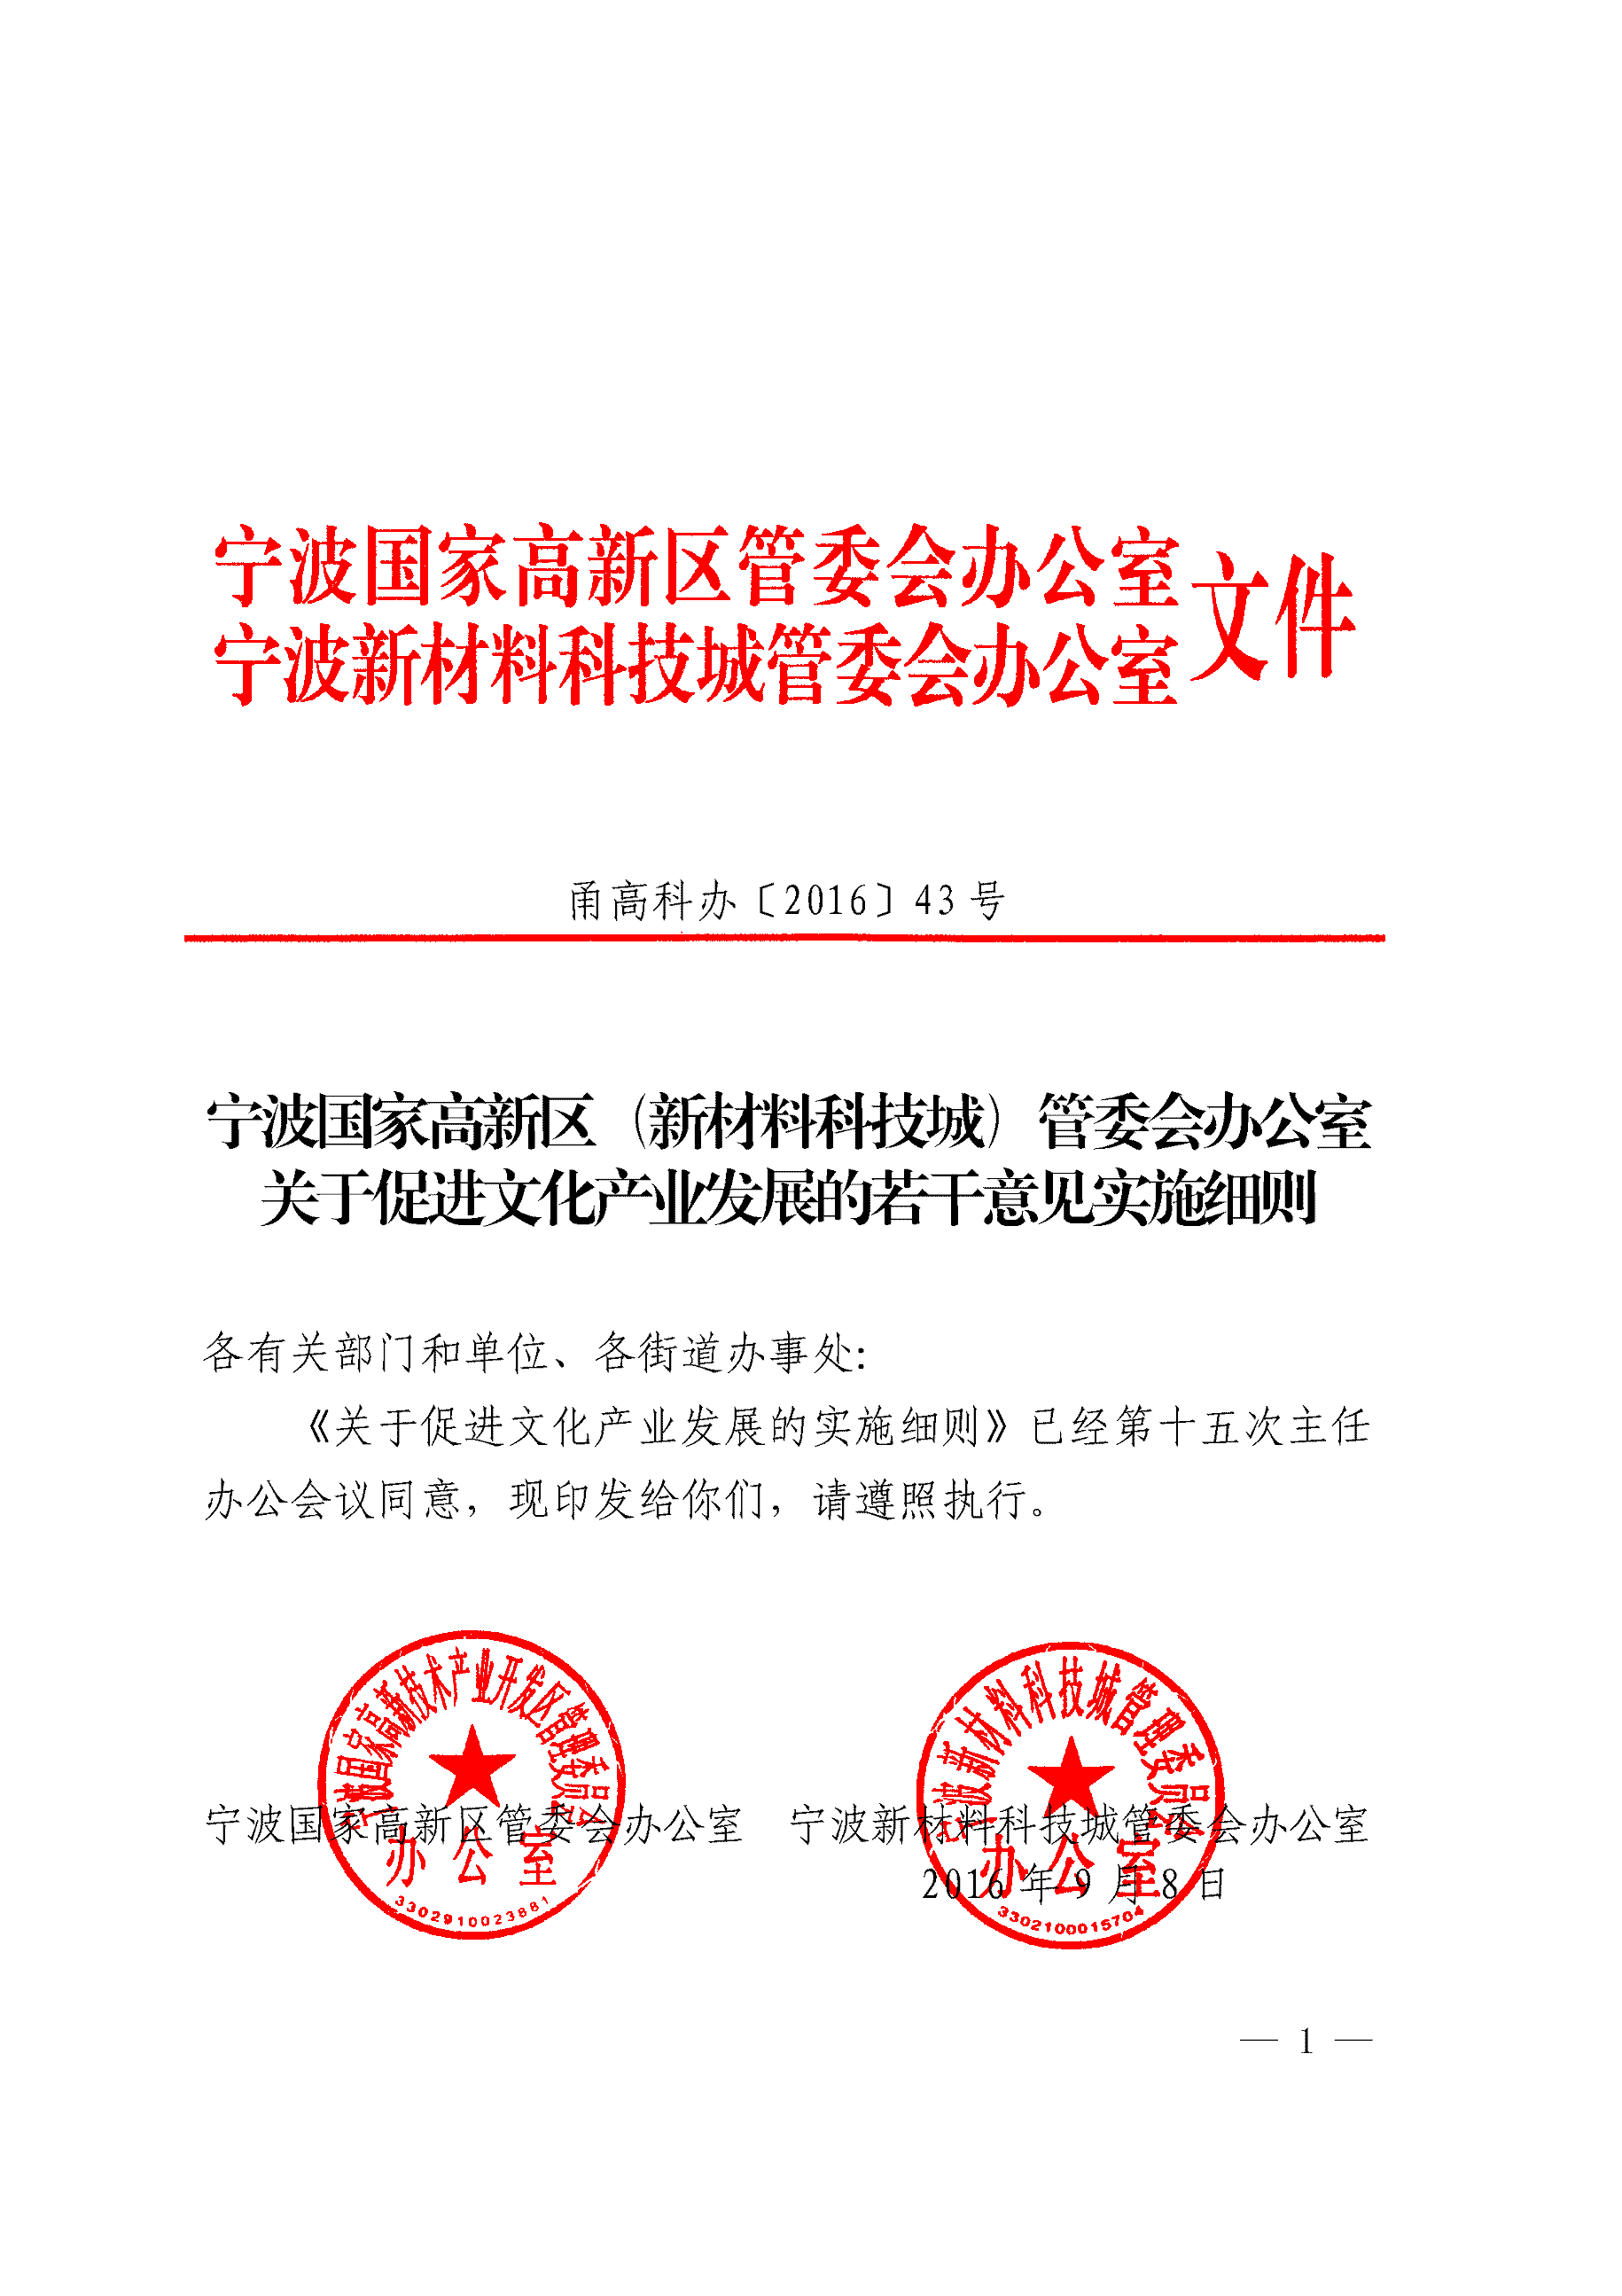 宁波国家高新区管委会办公室
宁波新材料科技城管委会办公室
文件
甬高科办〔2016〕43号
宁波国家高新区（新材料科技城）管委会办公室
关于促进文化产业发展的若干意见实施细则
各有关部门和单位、各街道办事处：
《关于促进文化产业发展的实施细则》已经第十五次主任
办公会议同意，现印发给你们，请遵照执行。
宁波国家高新技术产业开发区管理委员会
办公室
3302910023881
宁波新材料科技城管理委员会
办公室
3302100015704
宁波国家高新区管委会办公室 宁波新材料科技城管委会办公室
2016年9月8日
— 1 —